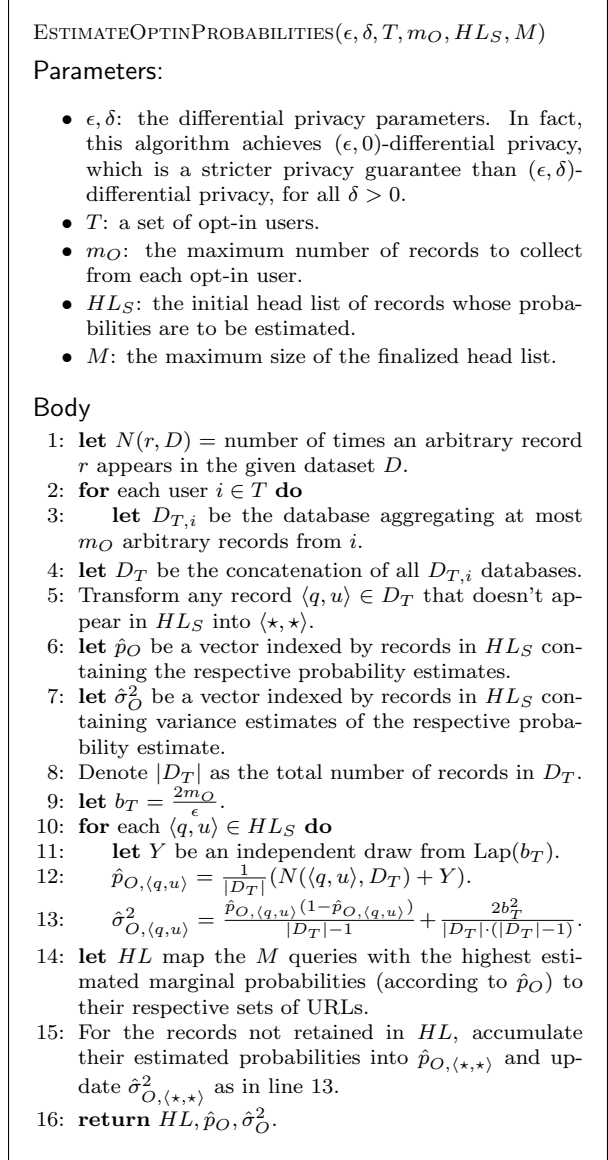 ESTIMATEOPTINPROBABILITIES(ϵ, δ, T, m_O, HL_S, M)
Parameters:
• ϵ, δ: the differential privacy parameters. In fact,
this algorithm achieves (ϵ, 0)-differential privacy,
which is a stricter privacy guarantee than (ϵ, δ)-
differential privacy, for all δ > 0.
• T: a set of opt-in users.
• m_O: the maximum number of records to collect
from each opt-in user.
• HL_S: the initial head list of records whose proba-
bilities are to be estimated.
• M: the maximum size of the finalized head list.
Body
1: let N(r, D) = number of times an arbitrary record
r appears in the given dataset D.
2: for each user i ∈ T do
3: let D_{T,i} be the database aggregating at most
m_O arbitrary records from i.
4: let D_T be the concatenation of all D_{T,i} databases.
5: Transform any record ⟨q, u⟩ ∈ D_T that doesn't ap-
pear in HL_S into ⟨⋆, ⋆⟩.
6: let p̂_O be a vector indexed by records in HL_S con-
taining the respective probability estimates.
7: let σ̂²_O be a vector indexed by records in HL_S con-
taining variance estimates of the respective proba-
bility estimate.
8: Denote |D_T| as the total number of records in D_T.
9: let b_T = \frac{2m_O}{ϵ}.
10: for each ⟨q, u⟩ ∈ HL_S do
11: let Y be an independent draw from Lap(b_T).
12: p̂_{O,⟨q,u⟩} = \frac{1}{|D_T|}(N(⟨q, u⟩, D_T) + Y).
13: σ̂²_{O,⟨q,u⟩} = \frac{p̂_{O,⟨q,u⟩}(1−p̂_{O,⟨q,u⟩})}{|D_T|−1} + \frac{2b_T^2}{|D_T|·(|D_T|−1)}.
14: let HL map the M queries with the highest esti-
mated marginal probabilities (according to p̂_O) to
their respective sets of URLs.
15: For the records not retained in HL, accumulate
their estimated probabilities into p̂_{O,⟨⋆,⋆⟩} and up-
date σ̂²_{O,⟨⋆,⋆⟩} as in line 13.
16: return HL, p̂_O, σ̂²_O.